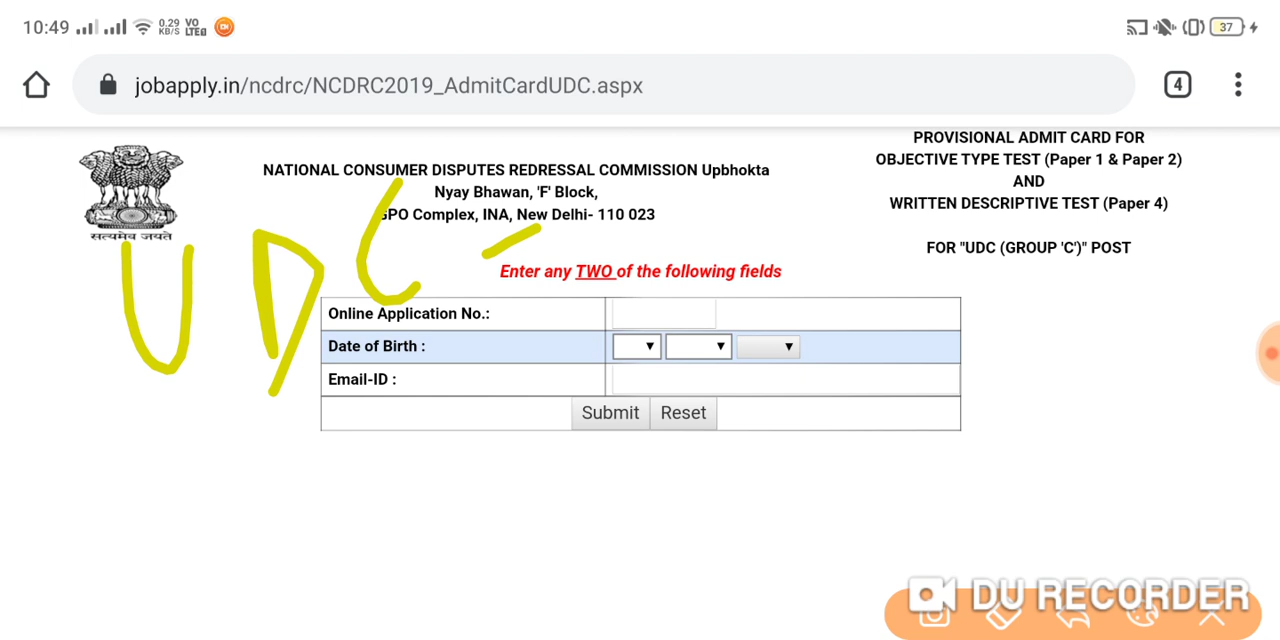 10:49 0.29 KB/S VO LTE 37
jobapply.in/ncdrc/NCDRC2019_AdmitCardUDC.aspx 4
सत्यमेव जयते
NATIONAL CONSUMER DISPUTES REDRESSAL COMMISSION Upbhokta
Nyay Bhawan, 'F' Block,
GPO Complex, INA, New Delhi- 110 023
PROVISIONAL ADMIT CARD FOR
OBJECTIVE TYPE TEST (Paper 1 & Paper 2)
AND
WRITTEN DESCRIPTIVE TEST (Paper 4)
FOR "UDC (GROUP 'C')" POST
UDC -
Enter any TWO of the following fields
Online Application No.:
Date of Birth :
Email-ID :
Submit Reset
DU RECORDER